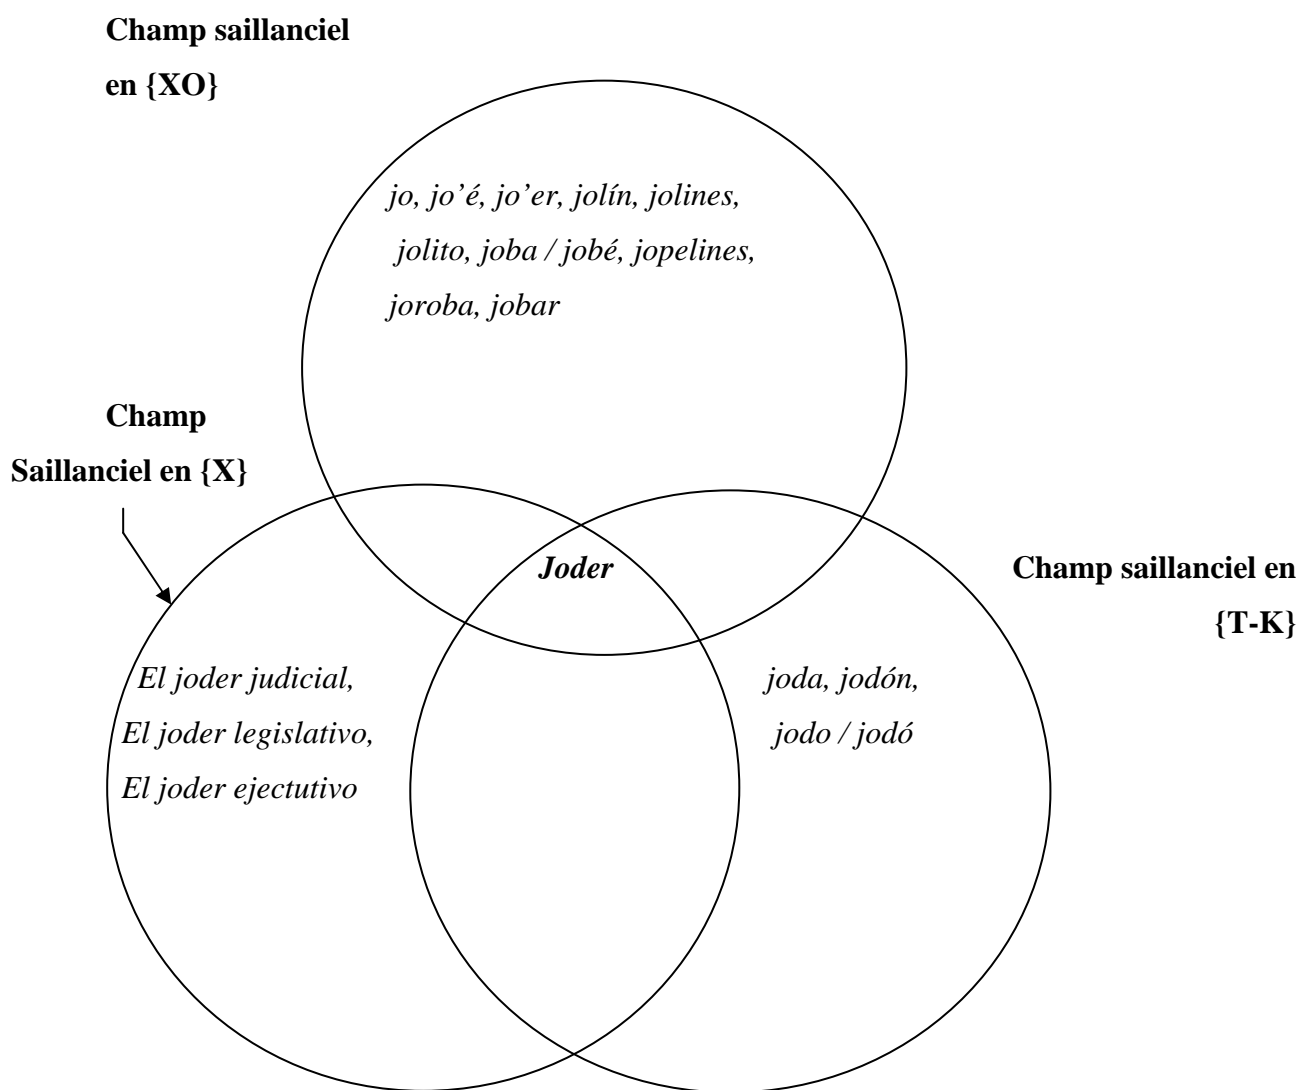 Champ saillanciel
en {XO}
jo, jo’é, jo’er, jolín, jolines,
jolito, joba / jobé, jopelines,
joroba, jobar
Champ
Saillanciel en {X}
Joder
Champ saillanciel en
{T-K}
El joder judicial,
El joder legislativo,
El joder ejectutivo
joda, jodón,
jodo / jodó